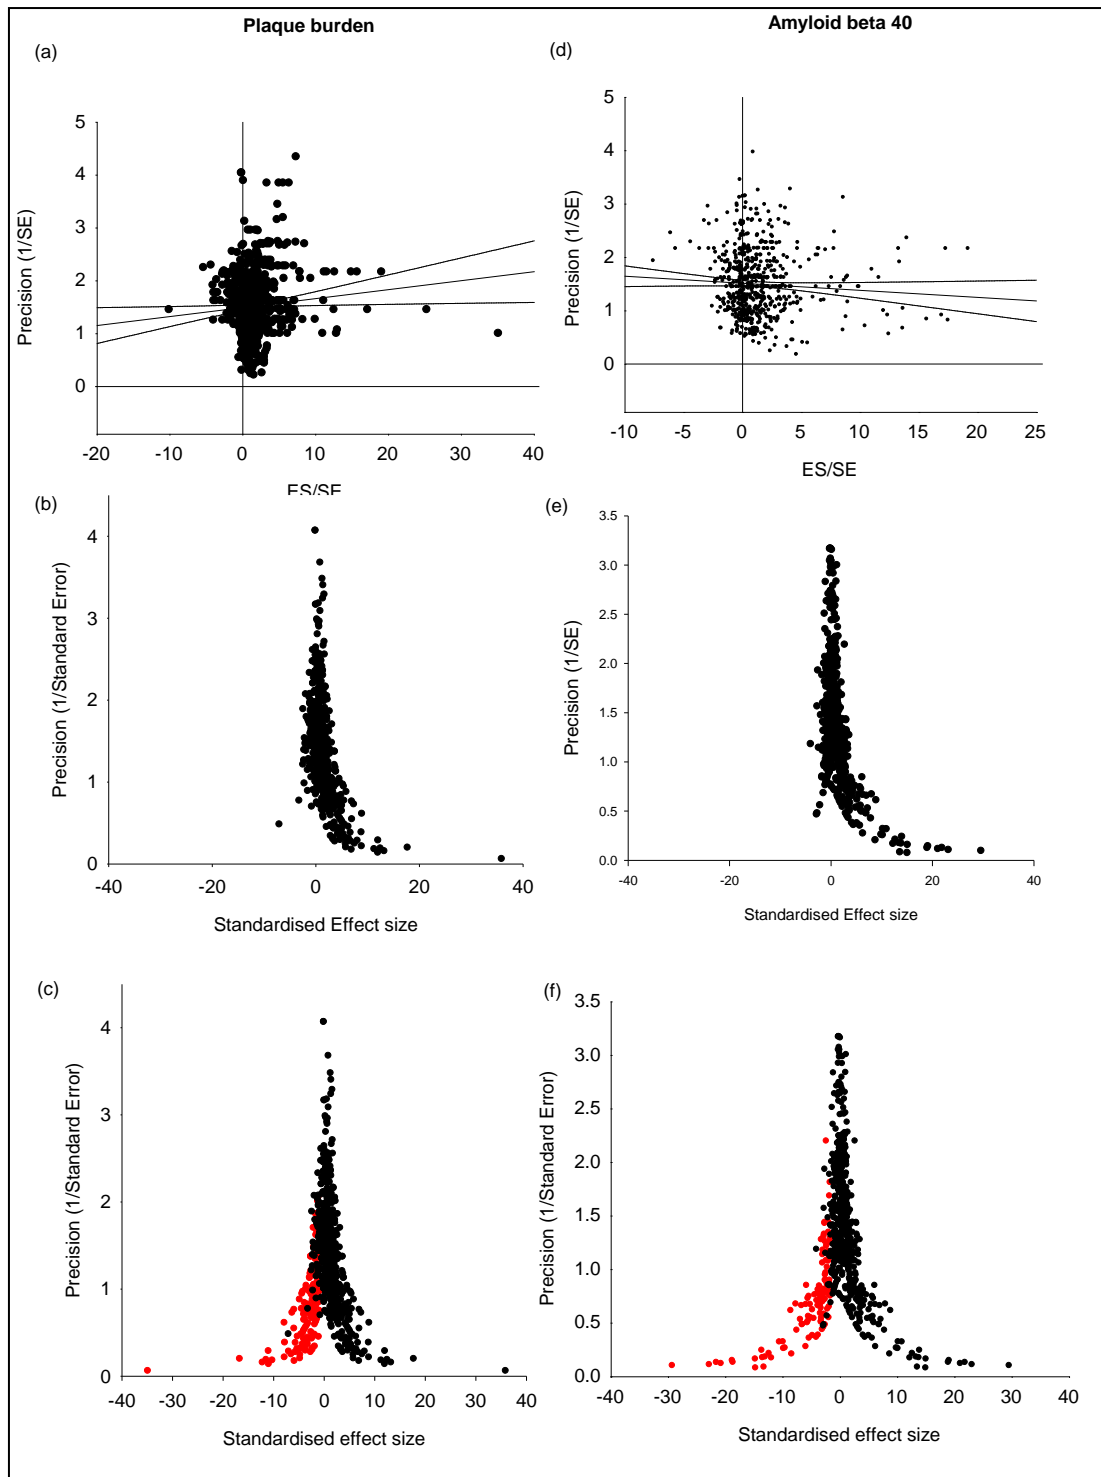 Plaque burden
Amyloid beta 40
(a)
5
4
3
2
1
0
Precision (1/SE)
-20 -10 0 10 20 30 40
ES/SE
(d)
5
4
3
2
1
0
Precision (1/SE)
-10 -5 0 5 10 15 20 25
ES/SE
(b)
4
3
2
1
0
Precision (1/Standard Error)
-40 -20 0 20 40
Standardised Effect size
(e)
3.5
3.0
2.5
2.0
1.5
1.0
0.5
0.0
Precision (1/SE)
-40 -20 0 20 40
Standardised Effect size
(c)
4
3
2
1
0
Precision (1/Standard Error)
-40 -30 -20 -10 0 10 20 30 40
Standardised effect size
(f)
3.5
3.0
2.5
2.0
1.5
1.0
0.5
0.0
Precision (1/Standard Error)
-40 -30 -20 -10 0 10 20 30 40
Standardised effect size